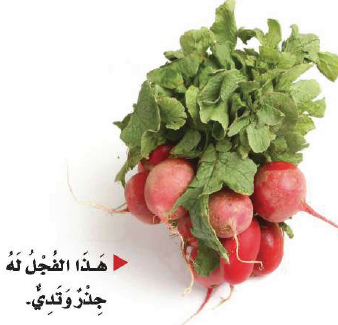 هَـذَا الفُجْلُ لَهُ
جِذْرٌ وَتَدِيٌّ.